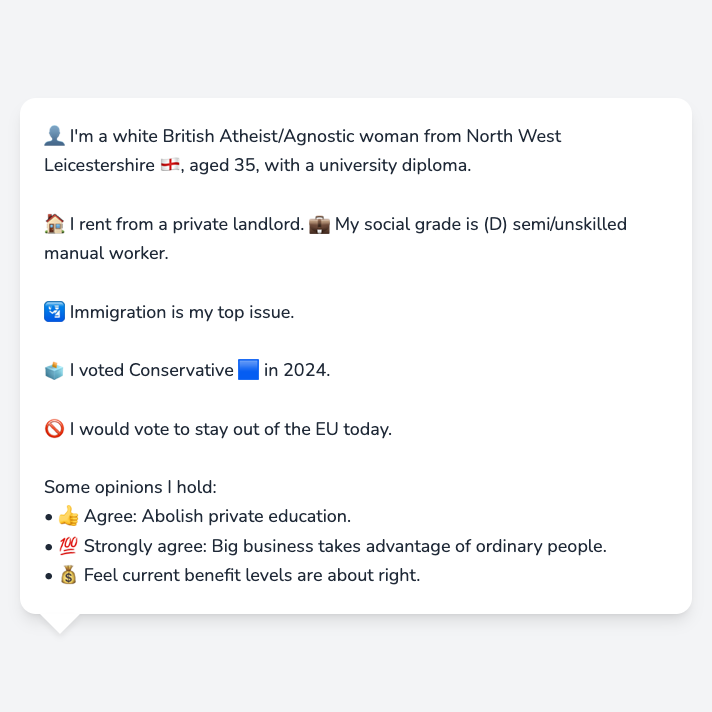 👤 I'm a white British Atheist/Agnostic woman from North West
Leicestershire 🏴󠁧󠁢󠁥󠁮󠁧󠁿, aged 35, with a university diploma.
🏠 I rent from a private landlord. 💼 My social grade is (D) semi/unskilled
manual worker.
🛂 Immigration is my top issue.
🗳️ I voted Conservative 🟦 in 2024.
🚫 I would vote to stay out of the EU today.
Some opinions I hold:
• 👍 Agree: Abolish private education.
• 💯 Strongly agree: Big business takes advantage of ordinary people.
• 💰 Feel current benefit levels are about right.